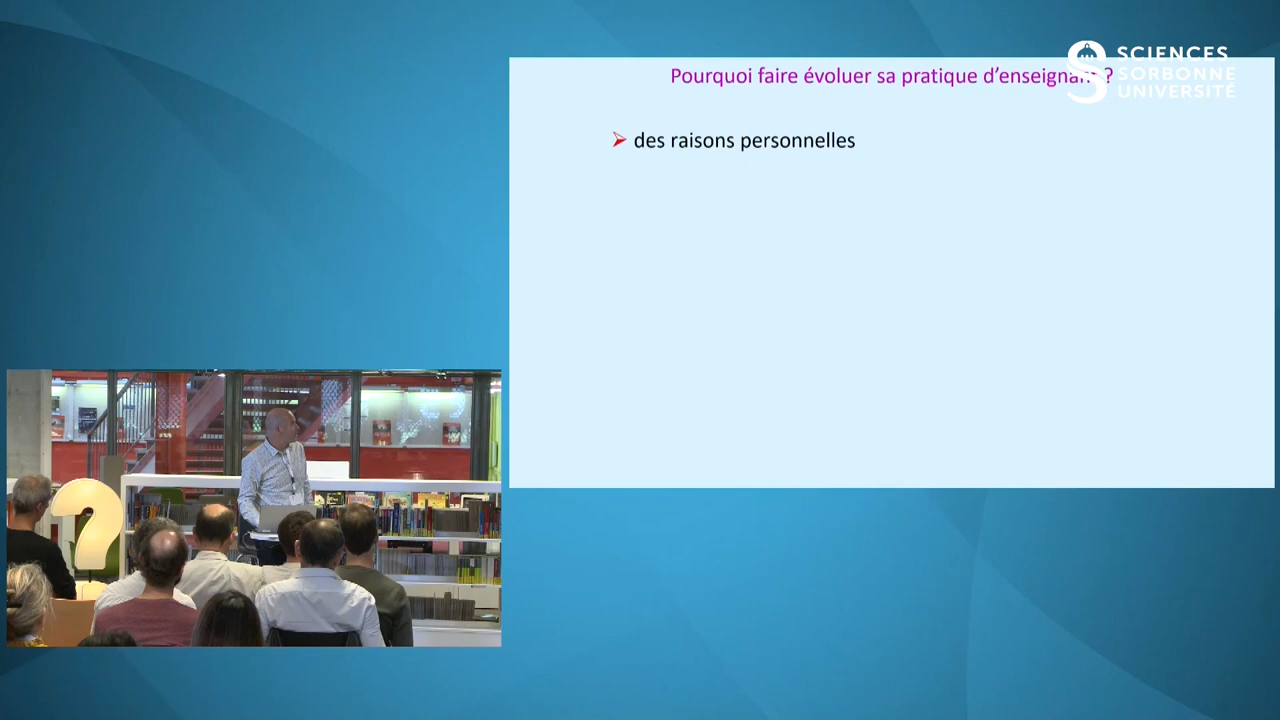 SCIENCES
SORBONNE
UNIVERSITÉ
Pourquoi faire évoluer sa pratique d’enseignant ?
➢ des raisons personnelles
?